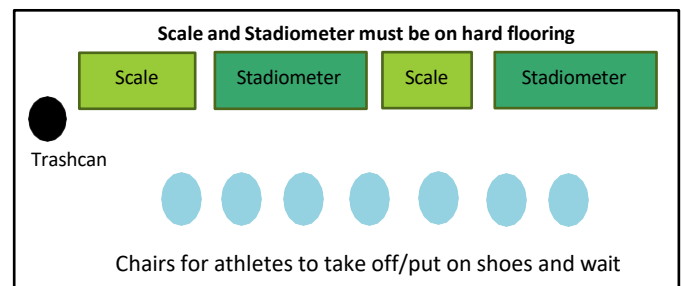 Scale and Stadiometer must be on hard flooring
Scale Stadiometer Scale Stadiometer
Trashcan
Chairs for athletes to take off/put on shoes and wait